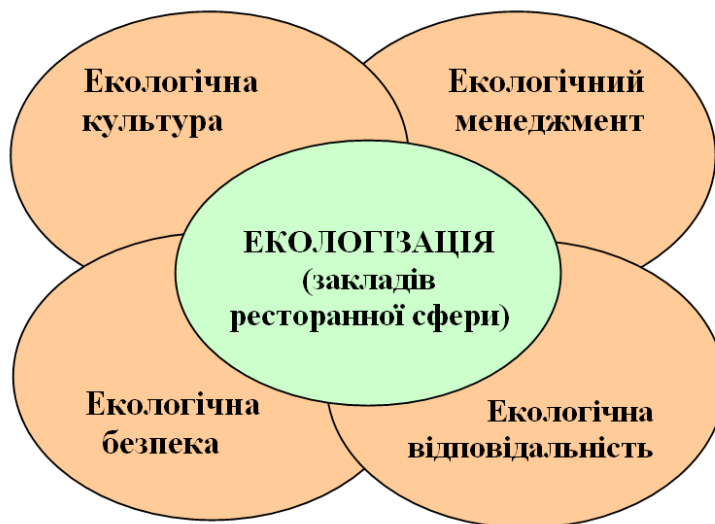 Екологічна
культура
Екологічний
менеджмент
ЕКОЛОГІЗАЦІЯ
(закладів
ресторанної сфери)
Екологічна
безпека
Екологічна
відповідальність